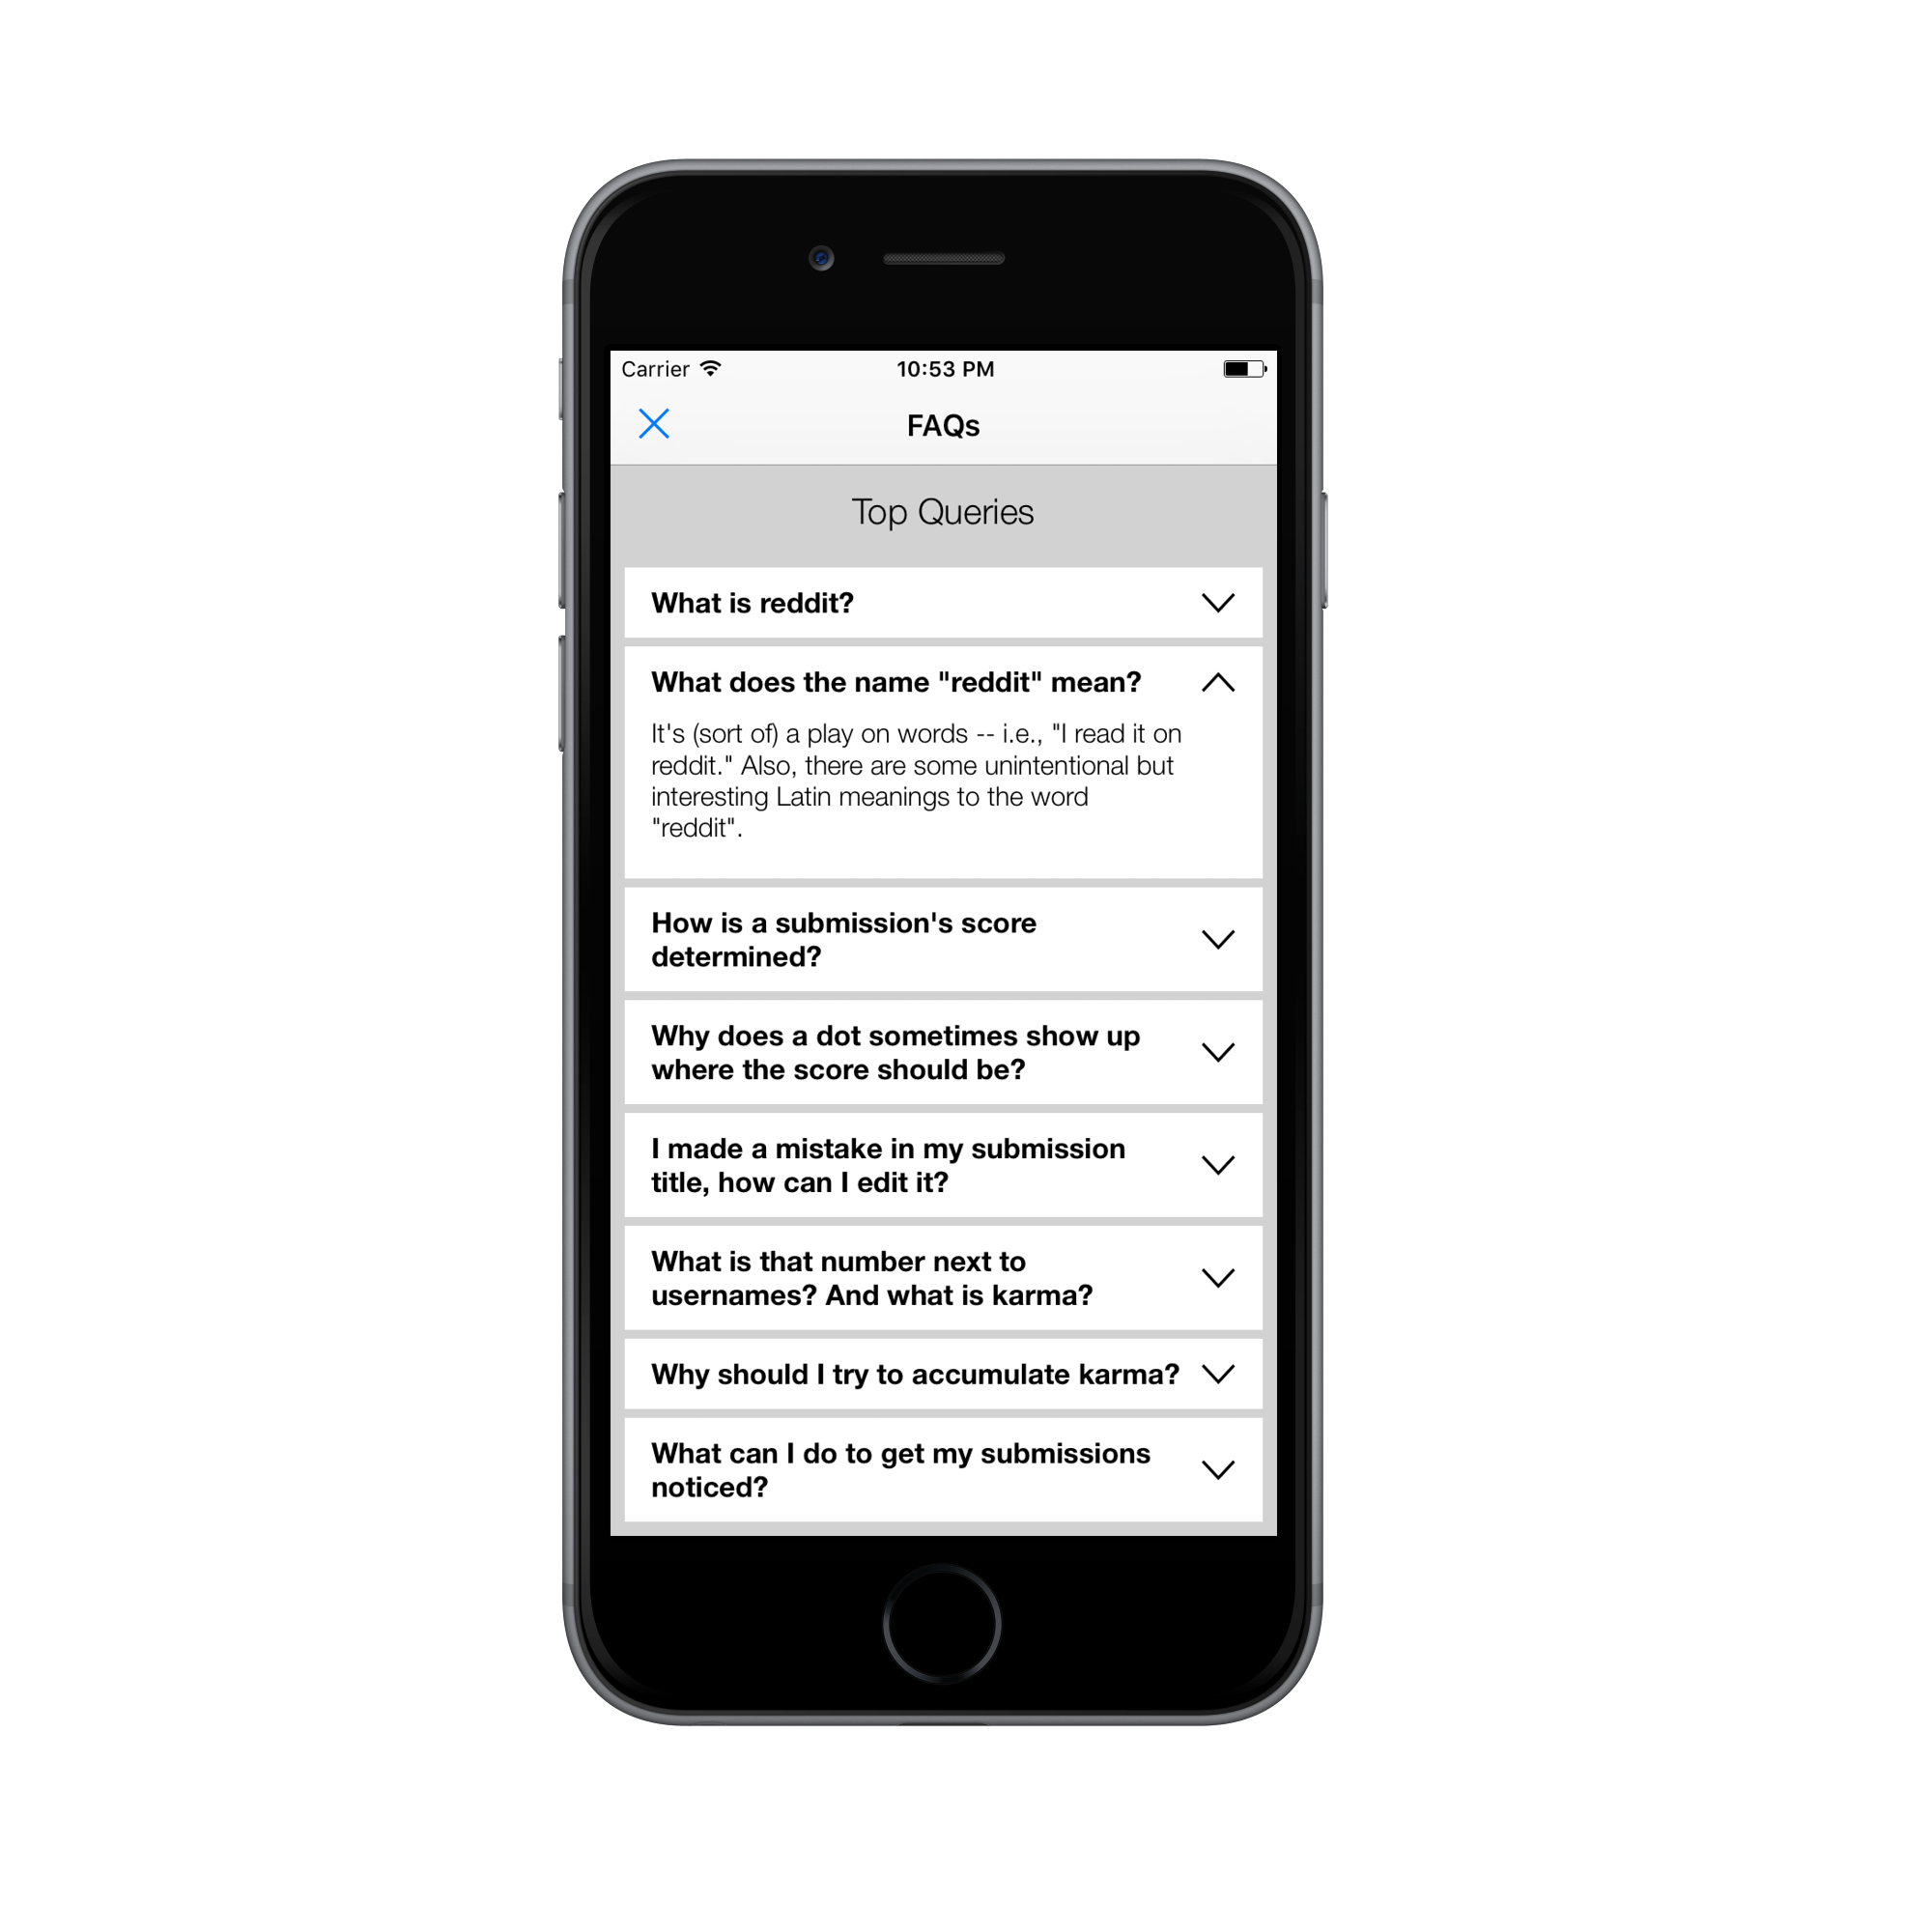 Carrier
10:53 PM
FAQs
Top Queries
What is reddit?
What does the name "reddit" mean?
It's (sort of) a play on words -- i.e., "I read it on
reddit." Also, there are some unintentional but
interesting Latin meanings to the word
"reddit".
How is a submission's score
determined?
Why does a dot sometimes show up
where the score should be?
I made a mistake in my submission
title, how can I edit it?
What is that number next to
usernames? And what is karma?
Why should I try to accumulate karma?
What can I do to get my submissions
noticed?